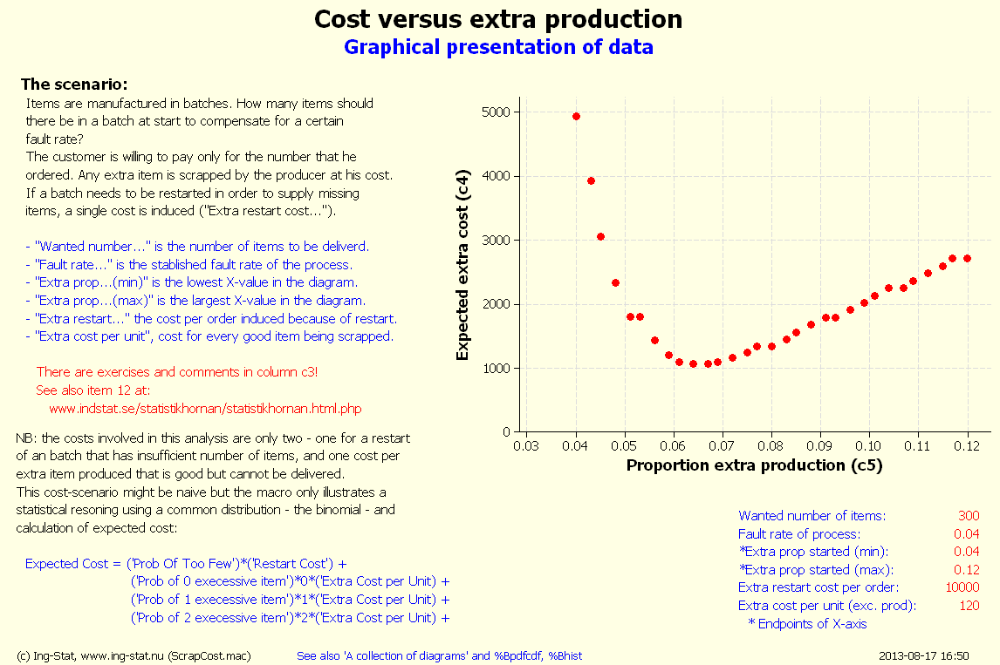 Cost versus extra production
Graphical presentation of data
The scenario:
Items are manufactured in batches. How many items should
there be in a batch at start to compensate for a certain
fault rate?
The customer is willing to pay only for the number that he
ordered. Any extra item is scrapped by the producer at his cost.
If a batch needs to be restarted in order to supply missing
items, a single cost is induced ("Extra restart cost...").
- "Wanted number..." is the number of items to be deliverd.
- "Fault rate..." is the stablished fault rate of the process.
- "Extra prop...(min)" is the lowest X-value in the diagram.
- "Extra prop...(max)" is the largest X-value in the diagram.
- "Extra restart..." the cost per order induced because of restart.
- "Extra cost per unit", cost for every good item being scrapped.
There are exercises and comments in column c3!
See also item 12 at:
www.indstat.se/statistikhornan/statistikhornan.html.php
NB: the costs involved in this analysis are only two - one for a restart
of an batch that has insufficient number of items, and one cost per
extra item produced that is good but cannot be delivered.
This cost-scenario might be naive but the macro only illustrates a
statistical resoning using a common distribution - the binomial - and
calculation of expected cost:
Expected Cost = ('Prob Of Too Few')*('Restart Cost') +
('Prob of 0 execessive item')*0*('Extra Cost per Unit) +
('Prob of 1 execessive item')*1*('Extra Cost per Unit) +
('Prob of 2 execessive item')*2*('Extra Cost per Unit) +
Expected extra cost (c4)
5000
4000
3000
2000
1000
0
0.03 0.04 0.05 0.06 0.07 0.08 0.09 0.10 0.11 0.12
Proportion extra production (c5)
Wanted number of items: 300
Fault rate of process: 0.04
*Extra prop started (min): 0.04
*Extra prop started (max): 0.12
Extra restart cost per order: 10000
Extra cost per unit (exc. prod): 120
* Endpoints of X-axis
(c) Ing-Stat, www.ing-stat.nu (ScrapCost.mac)
See also 'A collection of diagrams' and %Bpdfcdf, %Bhist
2013-08-17 16:50